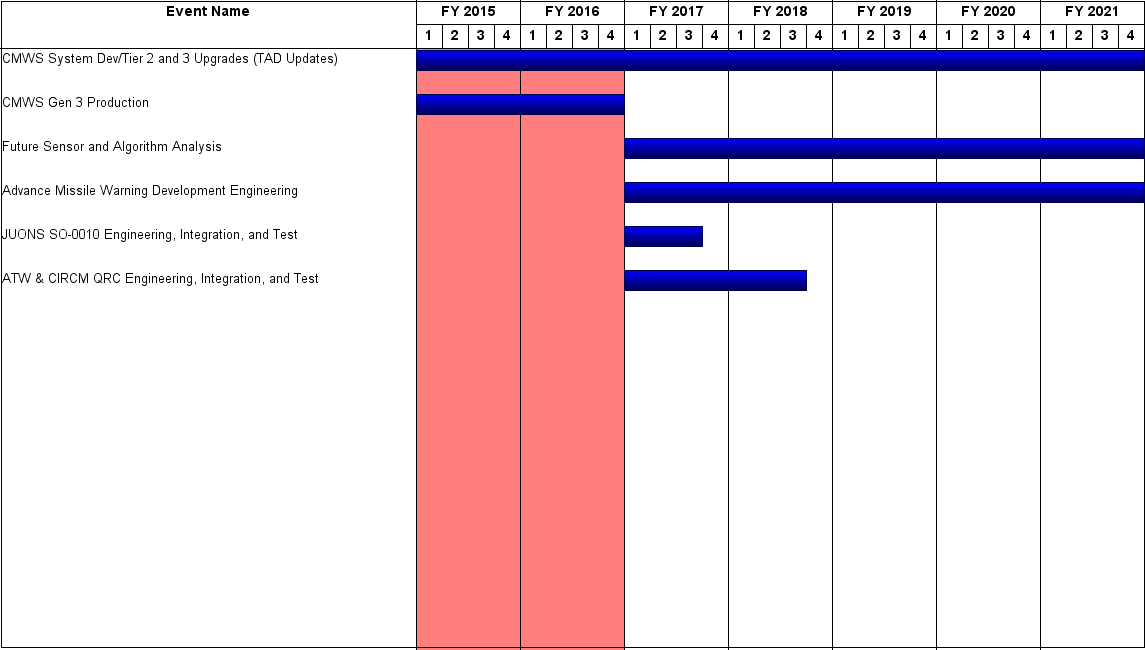 Event Name FY 2015 FY 2016 FY 2017 FY 2018 FY 2019 FY 2020 FY 2021
1 2 3 4 1 2 3 4 1 2 3 4 1 2 3 4 1 2 3 4 1 2 3 4 1 2 3 4
CMWS System Dev/Tier 2 and 3 Upgrades (TAD Updates)
CMWS Gen 3 Production
Future Sensor and Algorithm Analysis
Advance Missile Warning Development Engineering
JUONS SO-0010 Engineering, Integration, and Test
ATW & CIRCM QRC Engineering, Integration, and Test